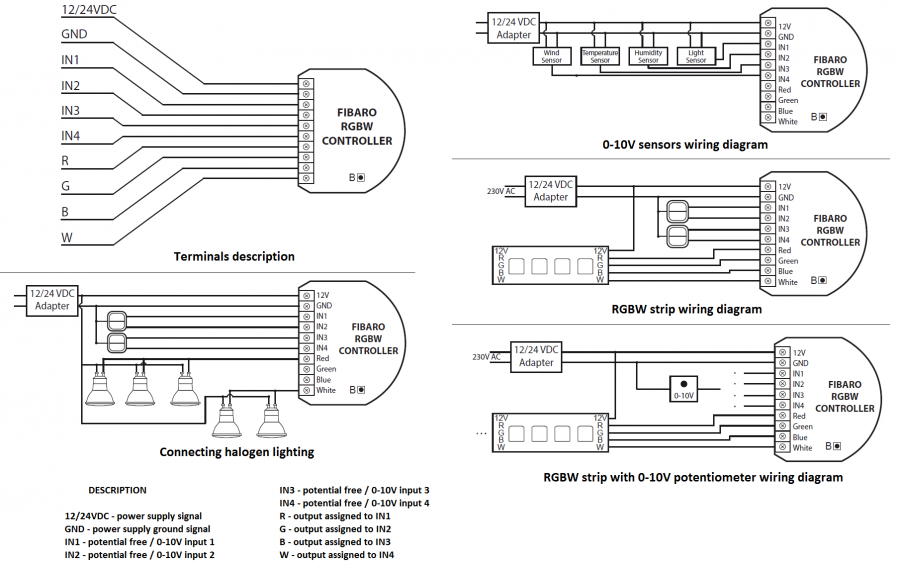 12/24VDC
GND
IN1
IN2
IN3
IN4
R
G
B
W
FIBARO
RGBW
CONTROLLER
B
Terminals description
12/24 VDC
Adapter
12V
GND
IN1
IN2
IN3
IN4
Red
Green
Blue
White
FIBARO
RGBW
CONTROLLER
B
Connecting halogen lighting
DESCRIPTION
12/24VDC - power supply signal
GND - power supply ground signal
IN1 - potential free / 0-10V input 1
IN2 - potential free / 0-10V input 2
IN3 - potential free / 0-10V input 3
IN4 - potential free / 0-10V input 4
R - output assigned to IN1
G - output assigned to IN2
B - output assigned to IN3
W - output assigned to IN4
12/24 VDC
Adapter
Wind
Sensor
Temperature
Sensor
Humidity
Sensor
Light
Sensor
12V
GND
IN1
IN2
IN3
IN4
Red
Green
Blue
White
FIBARO
RGBW
CONTROLLER
B
0-10V sensors wiring diagram
230V AC
12/24 VDC
Adapter
12V
R
G
B
W
12V
R
G
B
W
12V
GND
IN1
IN2
IN3
IN4
Red
Green
Blue
White
FIBARO
RGBW
CONTROLLER
B
RGBW strip wiring diagram
230V AC
12/24 VDC
Adapter
0-10V
12V
R
G
B
W
12V
R
G
B
W
12V
GND
IN1
IN2
IN3
IN4
Red
Green
Blue
White
FIBARO
RGBW
CONTROLLER
B
RGBW strip with 0-10V potentiometer wiring diagram